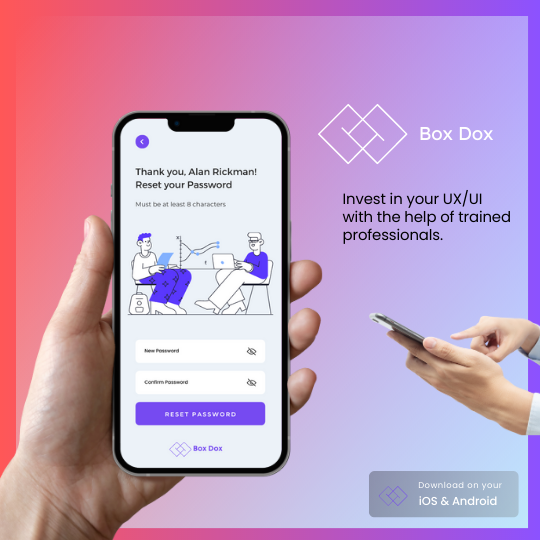 Thank you, Alan Rickman!
Reset your Password
Must be at least 8 characters
New Password
Confirm Password
RESET PASSWORD
Box Dox
Box Dox
Invest in your UX/UI
with the help of trained
professionals.
Download on your
iOS & Android